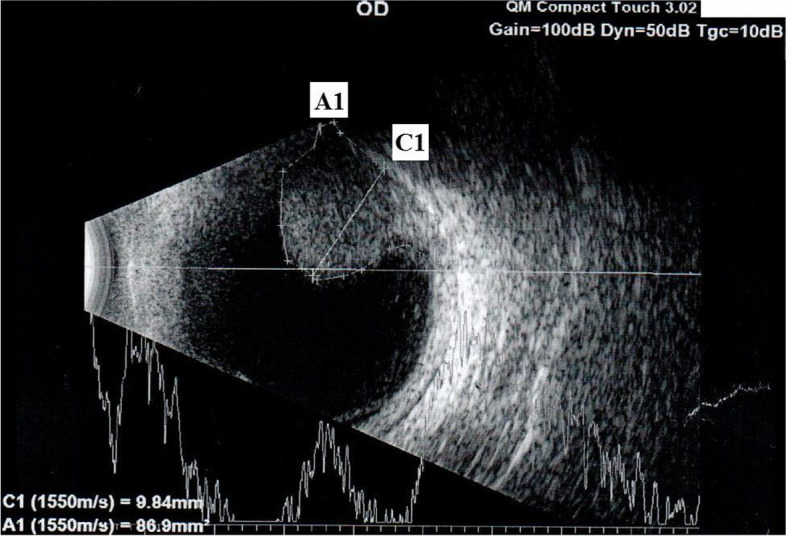 OD
QM Compact Touch 3.02
Gain=100dB Dyn=50dB Tgc=10dB
A1
C1
C1 (1550m/s) = 9.84mm
A1 (1550m/s) = 86.9mm²